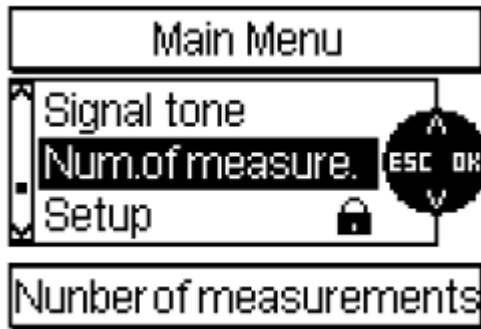 Main Menu
Signal tone
Num.of measure.
ESC OK
Setup
Nunber of measurements